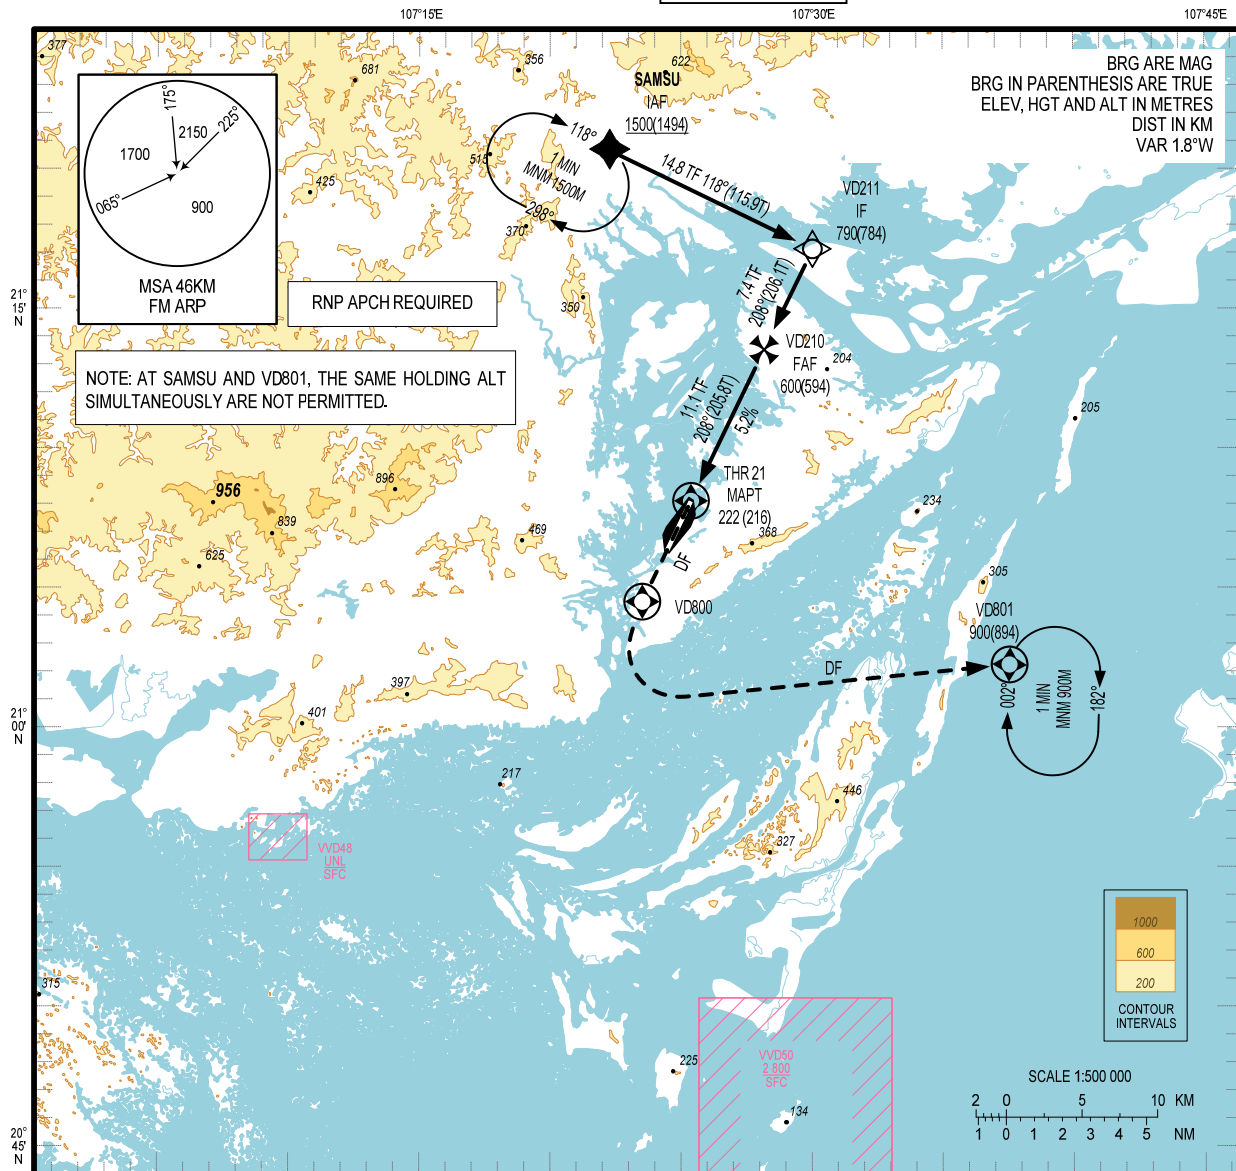 107°15'E
107°30'E
107°45'E
377
681
356
622
SAMSU
IAF
1500(1494)
BRG ARE MAG
BRG IN PARENTHESIS ARE TRUE
ELEV, HGT AND ALT IN METRES
DIST IN KM
VAR 1.8°W
175°
2150
225°
1700
065°
900
MSA 46KM
FM ARP
118°
1 MIN
MNM 1500M
298°
515
425
370
14.8 TF 118°(115.9T)
VD211
IF
790(784)
7.4 TF
208°(206.1T)
21°
15'
N
RNP APCH REQUIRED
350
NOTE: AT SAMSU AND VD801, THE SAME HOLDING ALT
SIMULTANEOUSLY ARE NOT PERMITTED.
VD210
FAF
600(594)
204
11.1 TF
208°(205.8T)
5.2%
205
956
896
839
625
469
THR 21
MAPT
222 (216)
368
234
DF
305
VD800
VD801
900(894)
DF
002°
1 MIN
MNM 900M
182°
397
401
21°
00'
N
217
446
327
VVD48
UNL
SFC
315
1000
600
200
CONTOUR
INTERVALS
225
VVD50
2 800
SFC
134
SCALE 1:500 000
2 0 5 10 KM
1 0 1 2 3 4 5 NM
20°
45'
N